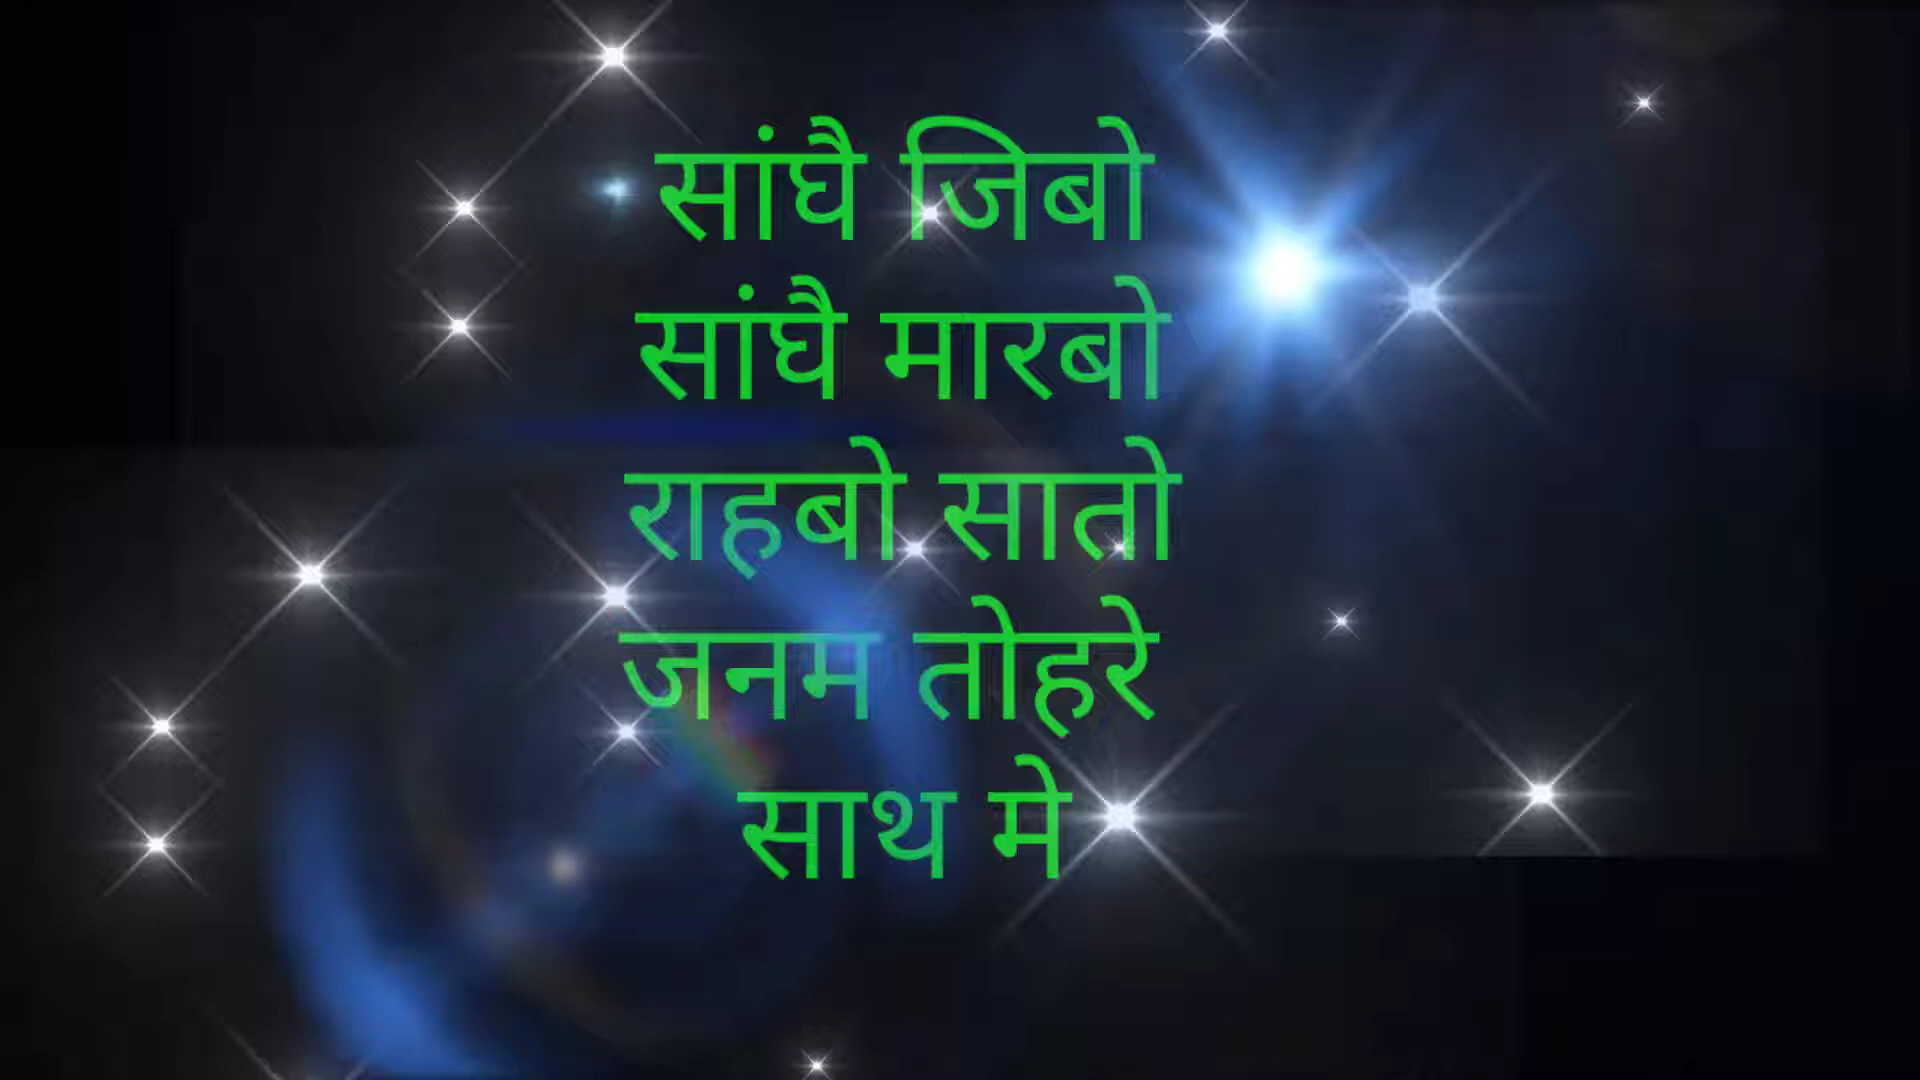 सांघै जिबो
सांघै मारबो
राहबो सातो
जनम तोहरे
साथ मे